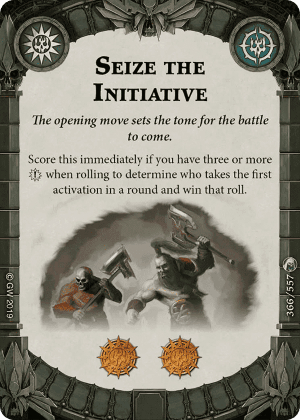 SEIZE THE
INITIATIVE
The opening move sets the tone for the battle
to come.
Score this immediately if you have three or more
when rolling to determine who takes the first
activation in a round and win that roll.
© GW 2019
366/557